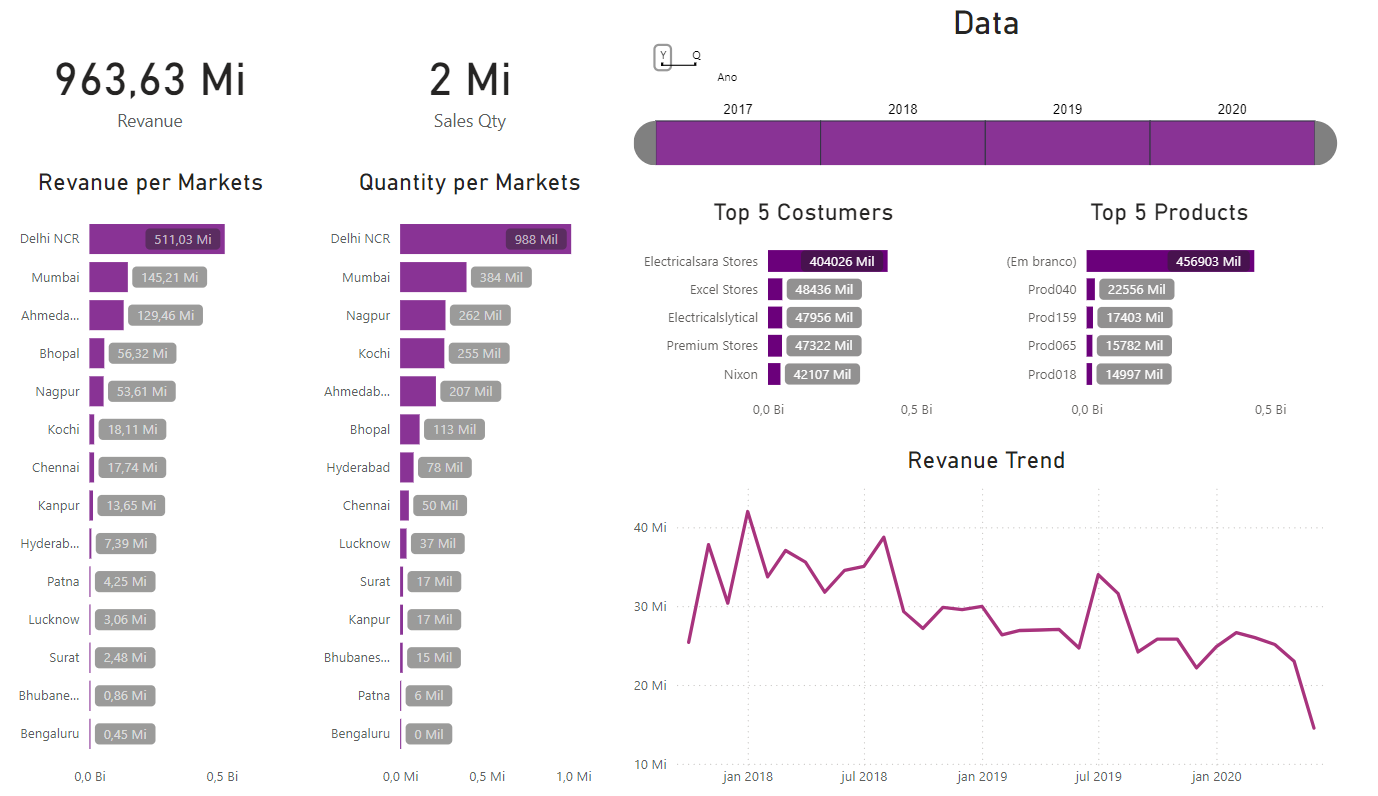 963,63 Mi
Revanue
2 Mi
Sales Qty
Data
Y Q
Ano
2017 2018 2019 2020
Revanue per Markets
Delhi NCR 511,03 Mi
Mumbai 145,21 Mi
Ahmeda... 129,46 Mi
Bhopal 56,32 Mi
Nagpur 53,61 Mi
Kochi 18,11 Mi
Chennai 17,74 Mi
Kanpur 13,65 Mi
Hyderab... 7,39 Mi
Patna 4,25 Mi
Lucknow 3,06 Mi
Surat 2,48 Mi
Bhubane... 0,86 Mi
Bengaluru 0,45 Mi
0,0 Bi 0,5 Bi
Quantity per Markets
Delhi NCR 988 Mil
Mumbai 384 Mil
Nagpur 262 Mil
Kochi 255 Mil
Ahmedab... 207 Mil
Bhopal 113 Mil
Hyderabad 78 Mil
Chennai 50 Mil
Lucknow 37 Mil
Surat 17 Mil
Kanpur 17 Mil
Bhubanes... 15 Mil
Patna 6 Mil
Bengaluru 0 Mil
0,0 Mi 0,5 Mi 1,0 Mi
Top 5 Costumers
Electricalsara Stores 404026 Mil
Excel Stores 48436 Mil
Electricalslytical 47956 Mil
Premium Stores 47322 Mil
Nixon 42107 Mil
0,0 Bi 0,5 Bi
Top 5 Products
(Em branco) 456903 Mil
Prod040 22556 Mil
Prod159 17403 Mil
Prod065 15782 Mil
Prod018 14997 Mil
0,0 Bi 0,5 Bi
Revanue Trend
40 Mi
30 Mi
20 Mi
10 Mi
jan 2018 jul 2018 jan 2019 jul 2019 jan 2020